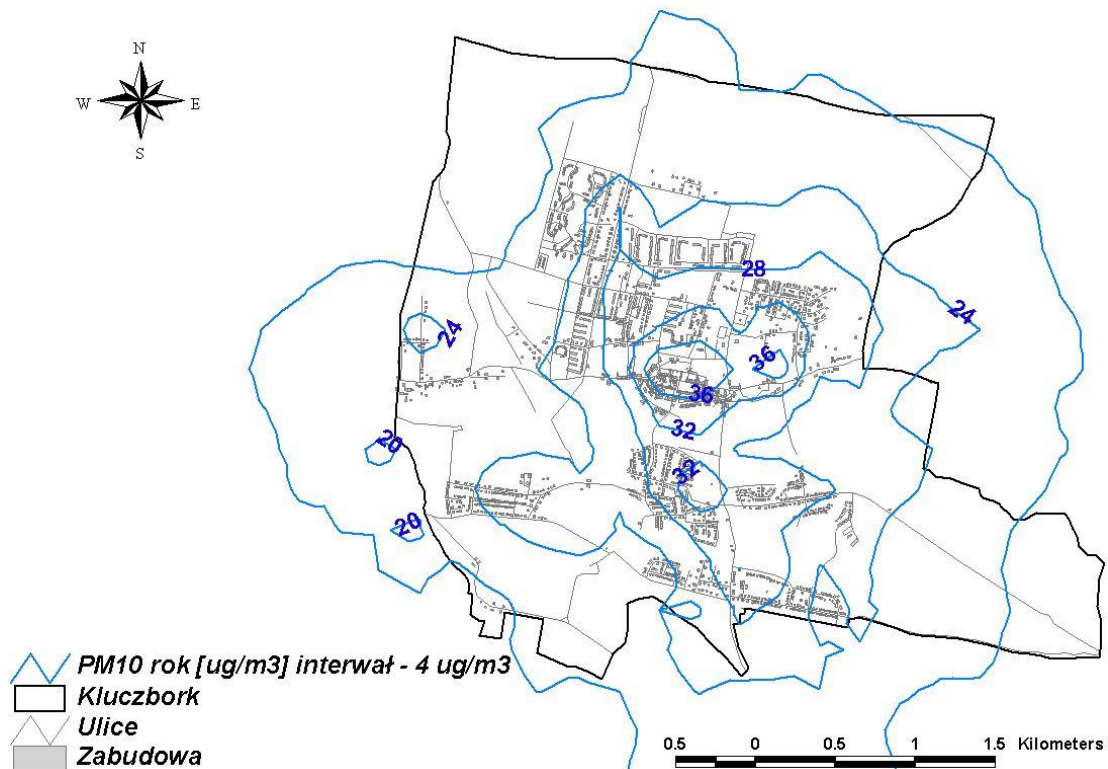 N
W E
S
28
24
24
36
36
32
20
32
20
PM10 rok [ug/m3] interwał - 4 ug/m3
Kluczbork
Ulice
Zabudowa
0.5 0 0.5 1 1.5 Kilometers